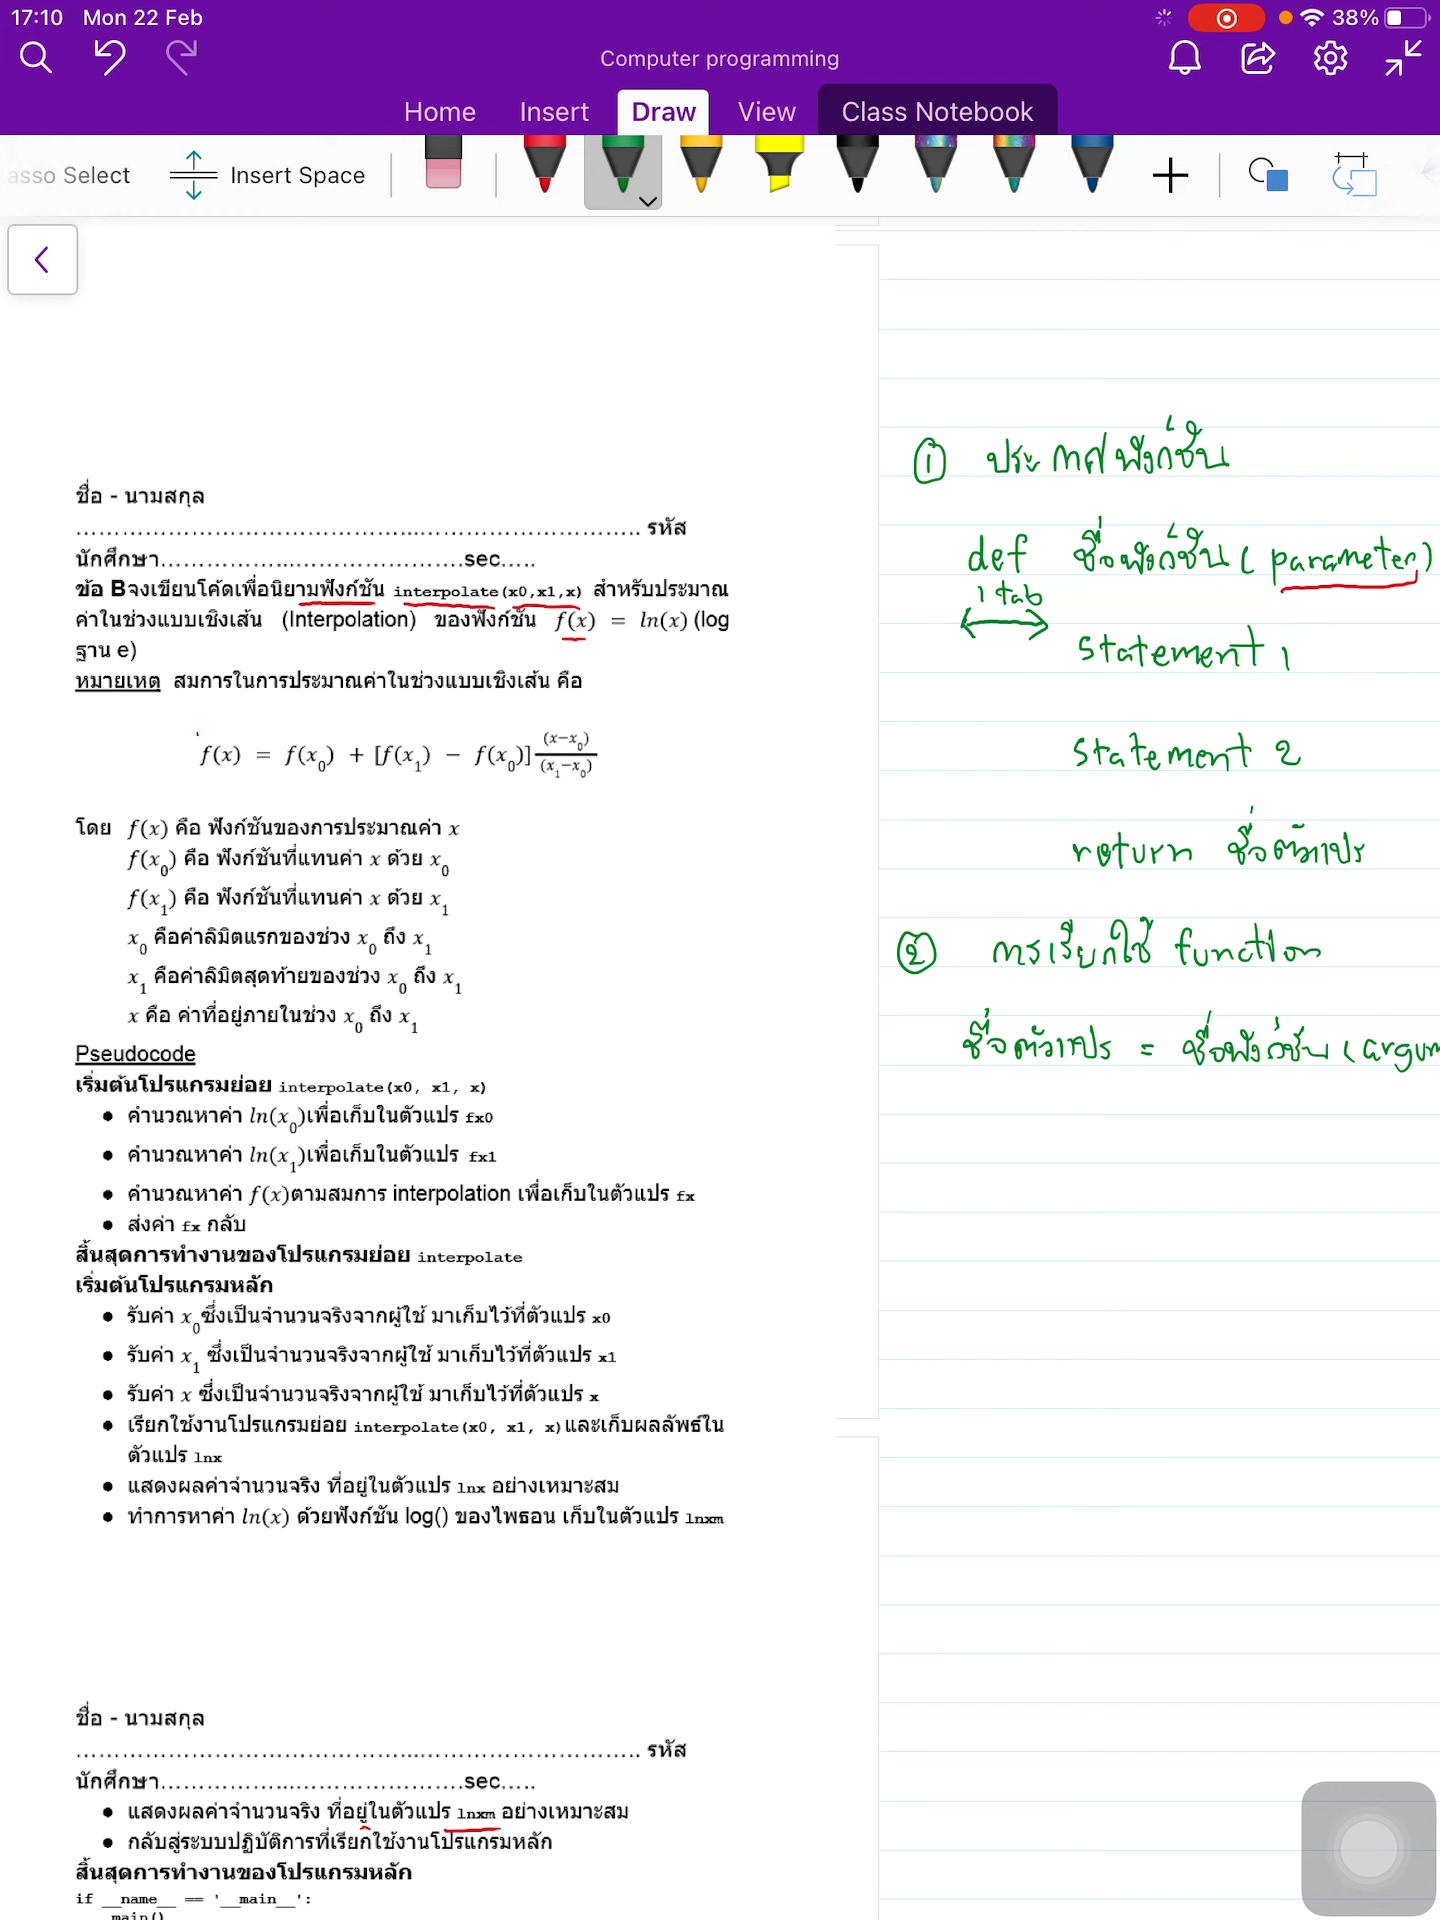 17:10 Mon 22 Feb
38%
Computer programming
Home Insert Draw View Class Notebook
asso Select Insert Space
ชื่อ - นามสกุล
........................................................................ รหัส
นักศึกษา.............................................sec.....
ข้อ B จงเขียนโค้ดเพื่อนิยามฟังก์ชัน interpolate(x0,x1,x) สำหรับประมาณ
ค่าในช่วงแบบเชิงเส้น (Interpolation) ของฟังก์ชัน f(x) = ln(x) (log
ฐาน e)
หมายเหตุ สมการในการประมาณค่าในช่วงแบบเชิงเส้น คือ
f(x) = f(x₀) + [f(x₁) − f(x₀)] (x−x₀)/(x₁−x₀)
โดย f(x) คือ ฟังก์ชันของการประมาณค่า x
f(x₀) คือ ฟังก์ชันที่แทนค่า x ด้วย x₀
f(x₁) คือ ฟังก์ชันที่แทนค่า x ด้วย x₁
x₀ คือค่าลิมิตแรกของช่วง x₀ ถึง x₁
x₁ คือค่าลิมิตสุดท้ายของช่วง x₀ ถึง x₁
x คือ ค่าที่อยู่ภายในช่วง x₀ ถึง x₁
Pseudocode
เริ่มต้นโปรแกรมย่อย interpolate(x0, x1, x)
● คำนวณหาค่า ln(x₀)เพื่อเก็บในตัวแปร fx0
● คำนวณหาค่า ln(x₁)เพื่อเก็บในตัวแปร fx1
● คำนวณหาค่า f(x)ตามสมการ interpolation เพื่อเก็บในตัวแปร fx
● ส่งค่า fx กลับ
สิ้นสุดการทำงานของโปรแกรมย่อย interpolate
เริ่มต้นโปรแกรมหลัก
● รับค่า x₀ซึ่งเป็นจำนวนจริงจากผู้ใช้ มาเก็บไว้ที่ตัวแปร x0
● รับค่า x₁ ซึ่งเป็นจำนวนจริงจากผู้ใช้ มาเก็บไว้ที่ตัวแปร x1
● รับค่า x ซึ่งเป็นจำนวนจริงจากผู้ใช้ มาเก็บไว้ที่ตัวแปร x
● เรียกใช้งานโปรแกรมย่อย interpolate(x0, x1, x)และเก็บผลลัพธ์ใน
ตัวแปร lnx
● แสดงผลค่าจำนวนจริง ที่อยู่ในตัวแปร lnx อย่างเหมาะสม
● ทำการหาค่า ln(x) ด้วยฟังก์ชัน log() ของไพธอน เก็บในตัวแปร lnxm
ชื่อ - นามสกุล
........................................................................ รหัส
นักศึกษา.............................................sec.....
● แสดงผลค่าจำนวนจริง ที่อยู่ในตัวแปร lnxm อย่างเหมาะสม
● กลับสู่ระบบปฏิบัติการที่เรียกใช้งานโปรแกรมหลัก
สิ้นสุดการทำงานของโปรแกรมหลัก
if __name__ == '__main__':
main()
① ประกาศฟังก์ชัน
def ชื่อฟังก์ชัน (parameter)
1 tab
Statement 1
Statement 2
return ชื่อตัวแปร
② การเรียกใช้ function
ชื่อตัวแปร = ชื่อฟังก์ชัน (argum